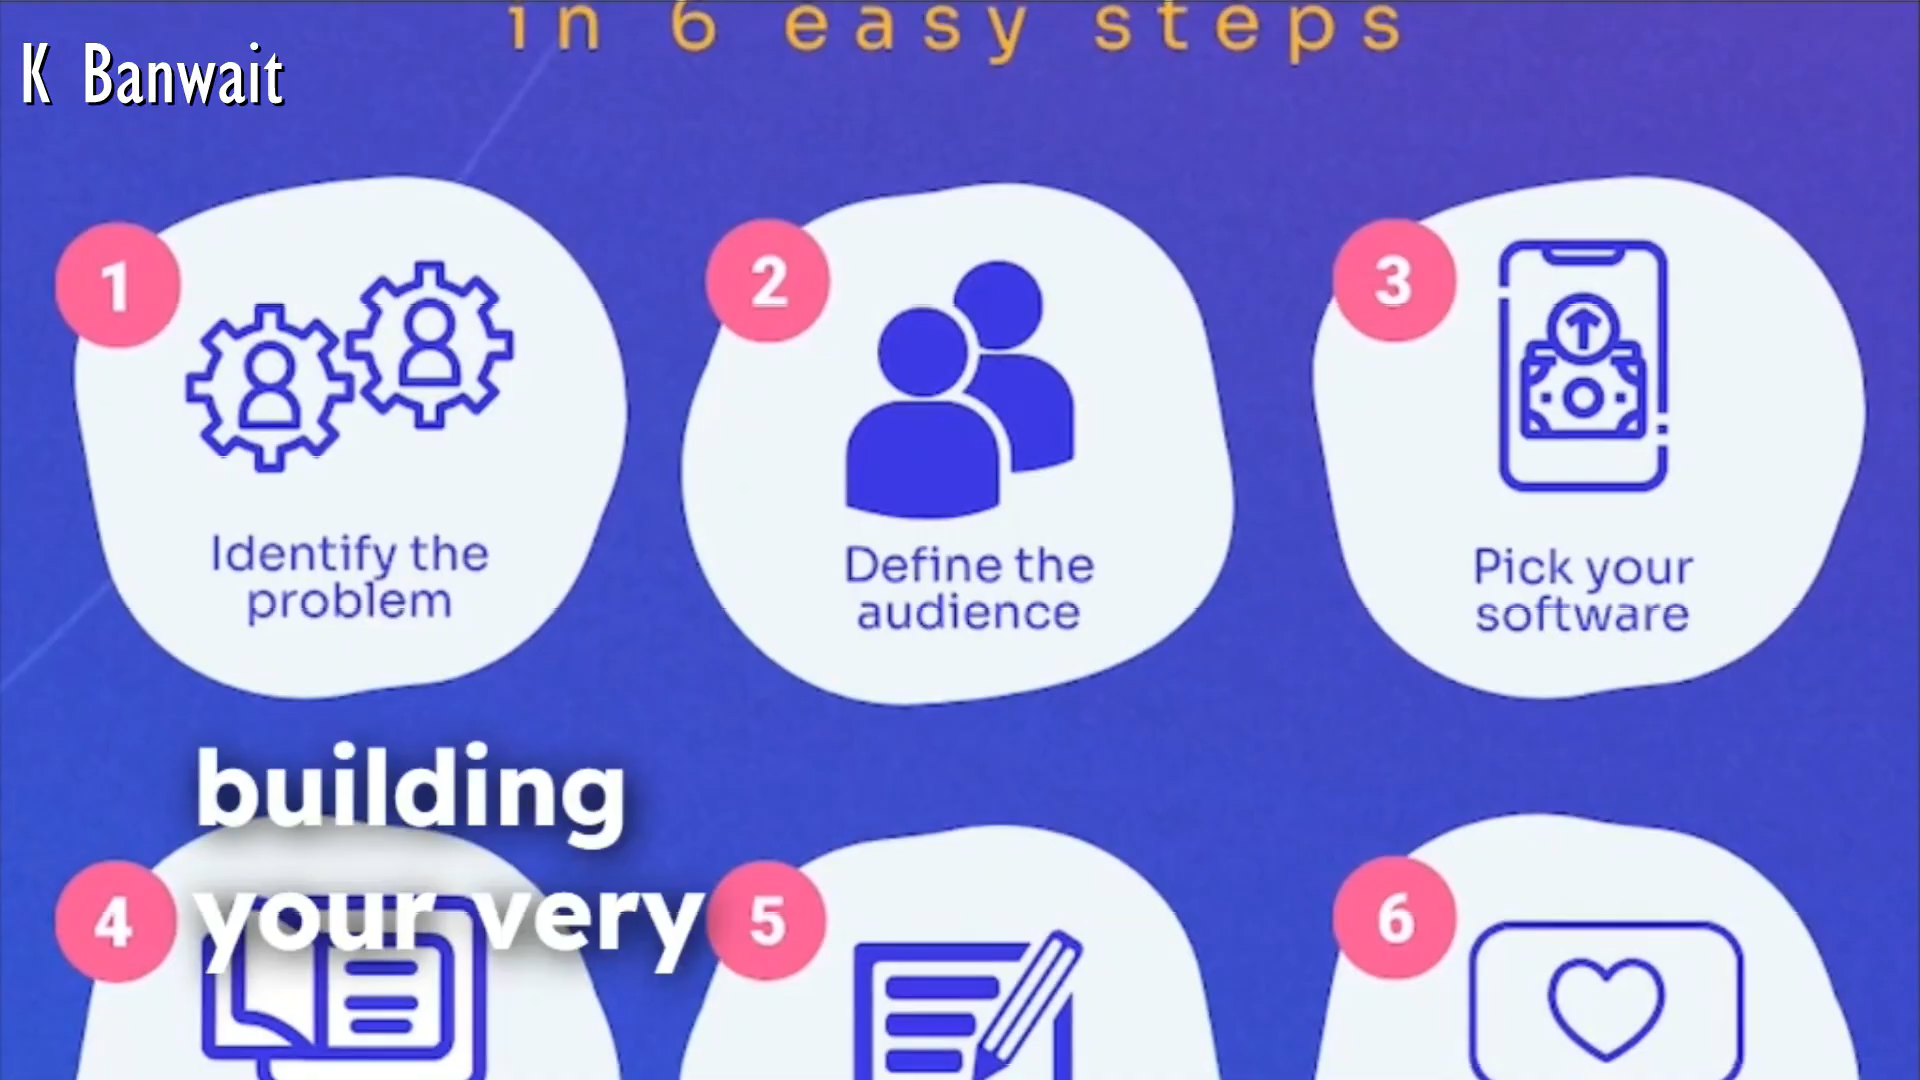 in 6 easy steps
K Banwait
1
2
3
Identify the
problem
Define the
audience
Pick your
software
building
your very
4
5
6